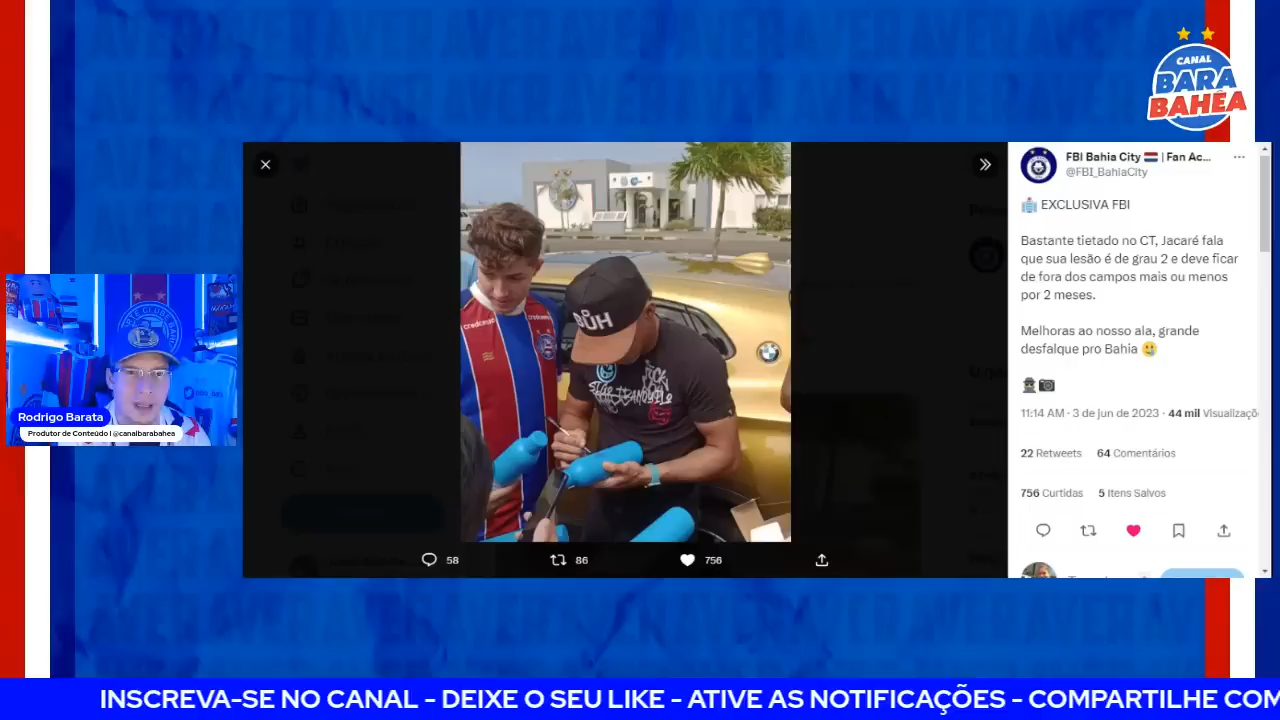 CANAL
BARA
BAHÊA
FBI Bahia City 🇳🇱 | Fan Ac...
@FBI_BahiaCity
EXCLUSIVA FBI
Bastante tietado no CT, Jacaré fala
que sua lesão é de grau 2 e deve ficar
de fora dos campos mais ou menos
por 2 meses.
Melhoras ao nosso ala, grande
desfalque pro Bahia 🥲
11:14 AM · 3 de jun de 2023 · 44 mil Visualizaçõ
22 Retweets 64 Comentários
756 Curtidas 5 Itens Salvos
58 86 756
BÛH
credcesta
Rodrigo Barata
Produtor de Conteúdo | @canalbarabahea
INSCREVA-SE NO CANAL - DEIXE O SEU LIKE - ATIVE AS NOTIFICAÇÕES - COMPARTILHE COM